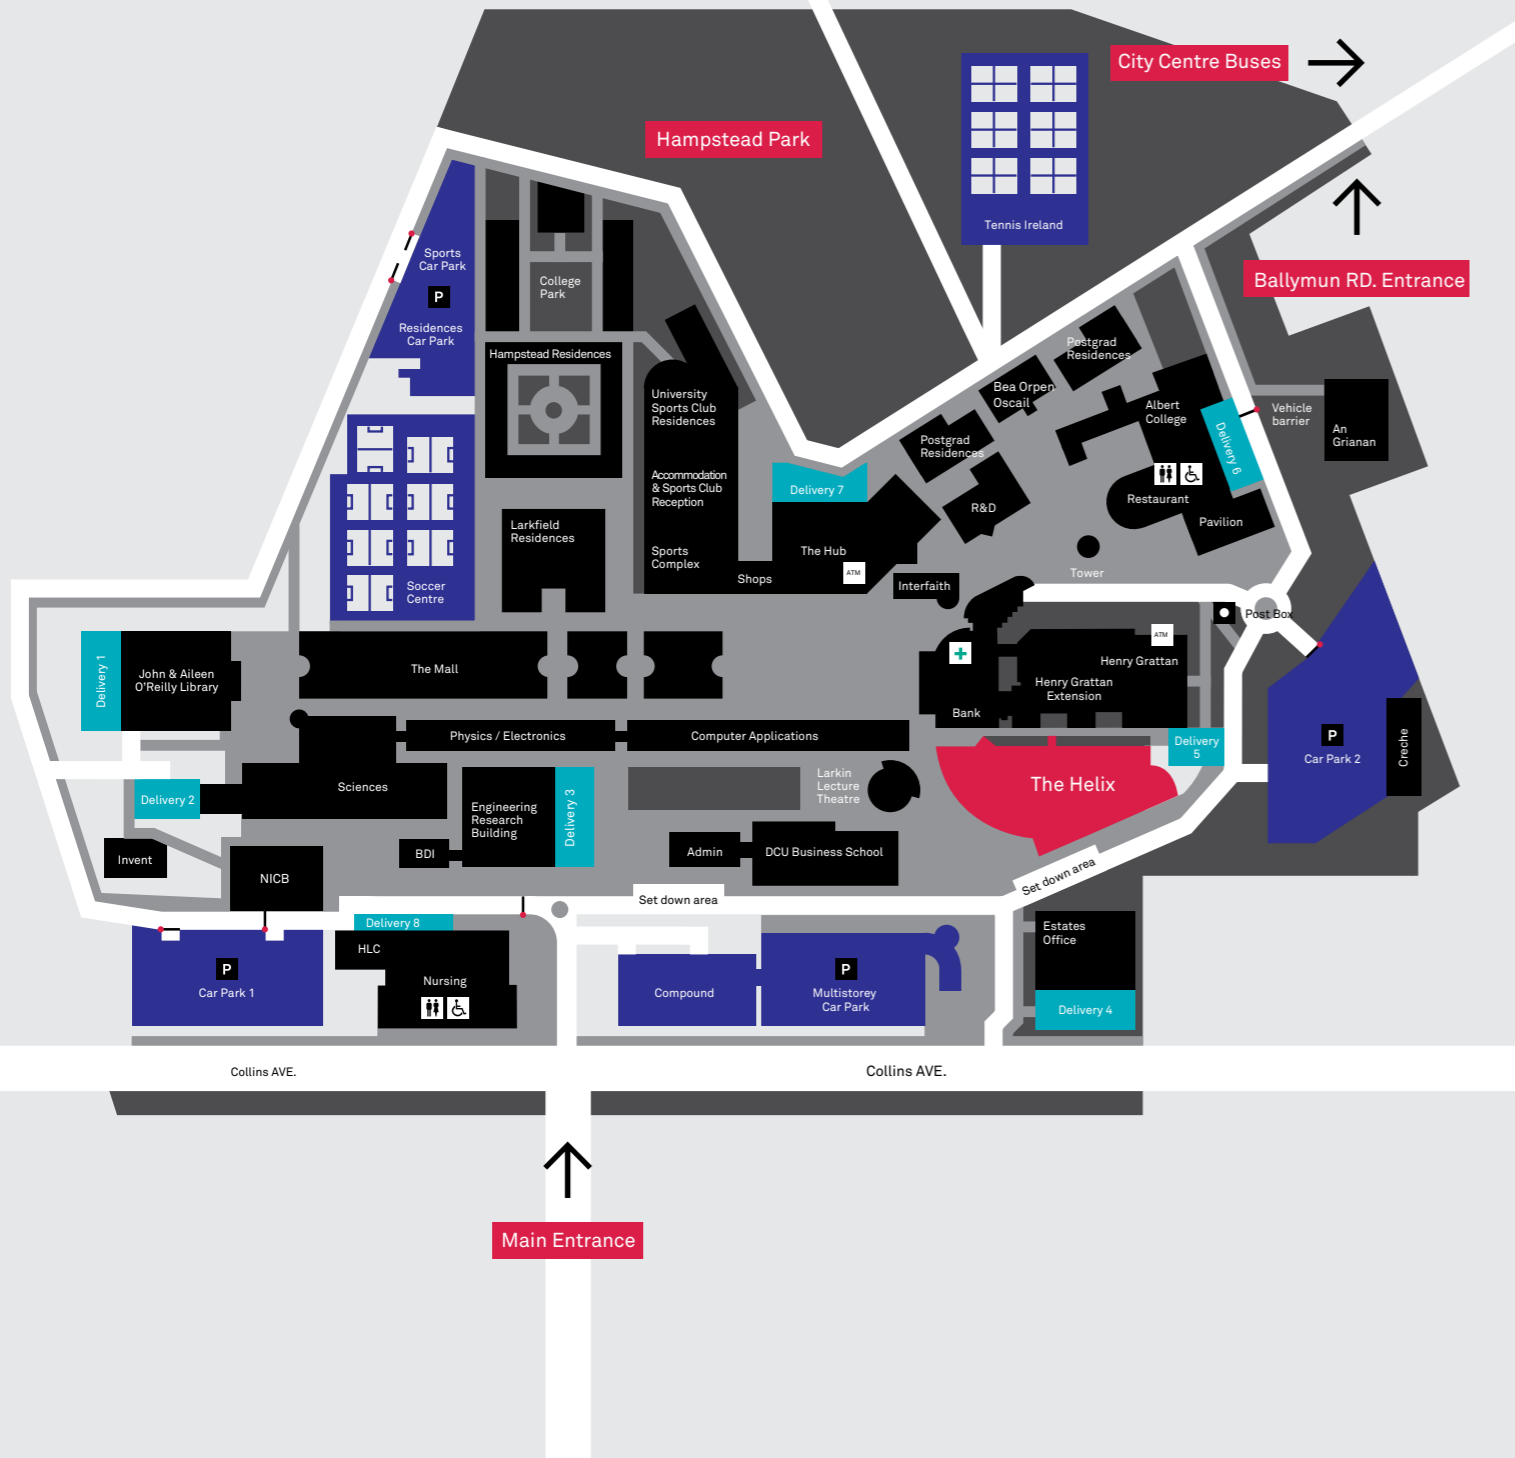 City Centre Buses
Hampstead Park
Tennis Ireland
Ballymun RD. Entrance
Sports
Car Park
P
Residences
Car Park
College
Park
Hampstead Residences
University
Sports Club
Residences
Accommodation
& Sports Club
Reception
Sports
Complex
Shops
Larkfield
Residences
Soccer
Centre
Delivery 7
The Hub
ATM
Postgrad
Residences
Bea Orpen
Oscail
Postgrad
Residences
R&D
Albert
College
Delivery 6
Vehicle
barrier
An
Grianan
Restaurant
Pavilion
Tower
Interfaith
Post Box
ATM
Henry Grattan
Henry Grattan
Extension
Bank
Delivery 1
John & Aileen
O'Reilly Library
The Mall
Physics / Electronics
Computer Applications
Delivery
5
P
Car Park 2
Creche
Sciences
Delivery 2
Engineering
Research
Building
Delivery 3
Larkin
Lecture
Theatre
The Helix
Invent
NICB
BDI
Admin
DCU Business School
Set down area
Set down area
Delivery 8
HLC
Nursing
P
Car Park 1
Compound
P
Multistorey
Car Park
Estates
Office
Delivery 4
Collins AVE.
Collins AVE.
Main Entrance